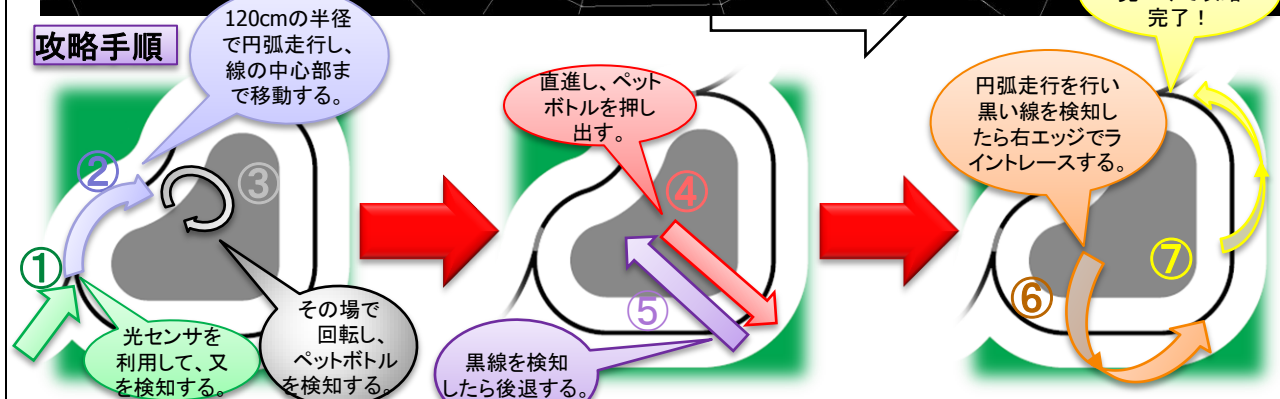 完了！
攻略手順
120cmの半径
で円弧走行し、
線の中心部ま
で移動する。
①
②
③
光センサを
利用して、又
を検知する。
その場で
回転し、
ペットボトル
を検知する。
直進し、ペット
ボトルを押し
出す。
④
⑤
黒線を検知
したら後退する。
円弧走行を行い
黒い線を検知し
たら右エッジでラ
イントレースする。
⑥
⑦